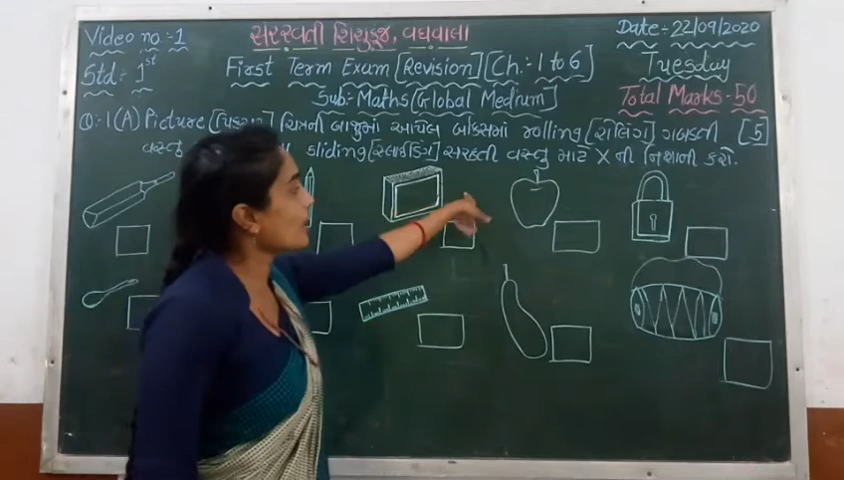 Video no:- 1
સરસ્વતી શિશુકુંજ, વઘવાલા
Date:- 22/09/2020
Std:- 1st
First Term Exam [Revision] [Ch.:- 1 to 6]
Tuesday
Sub:- Maths [Global Medium]
Total Marks - 50
Q:-1 (A) Picture ચિત્રની બાજુમાં આપેલ બોક્સમાં rolling [રોલિંગ] ગબડતી [5]
વસ્તુ sliding [સ્લાઈડિંગ] સરકતી વસ્તુ માટે X ની નિશાની કરો.